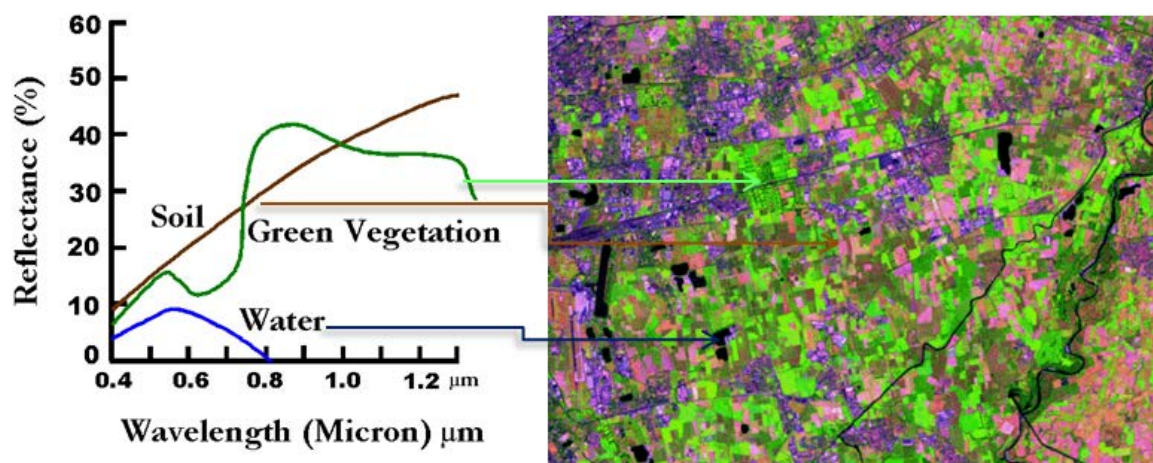 Reflectance (%)
60
50
40
30
20
10
0
Soil
Green Vegetation
Water
0.4 0.6 0.8 1.0 1.2 μm
Wavelength (Micron) μm